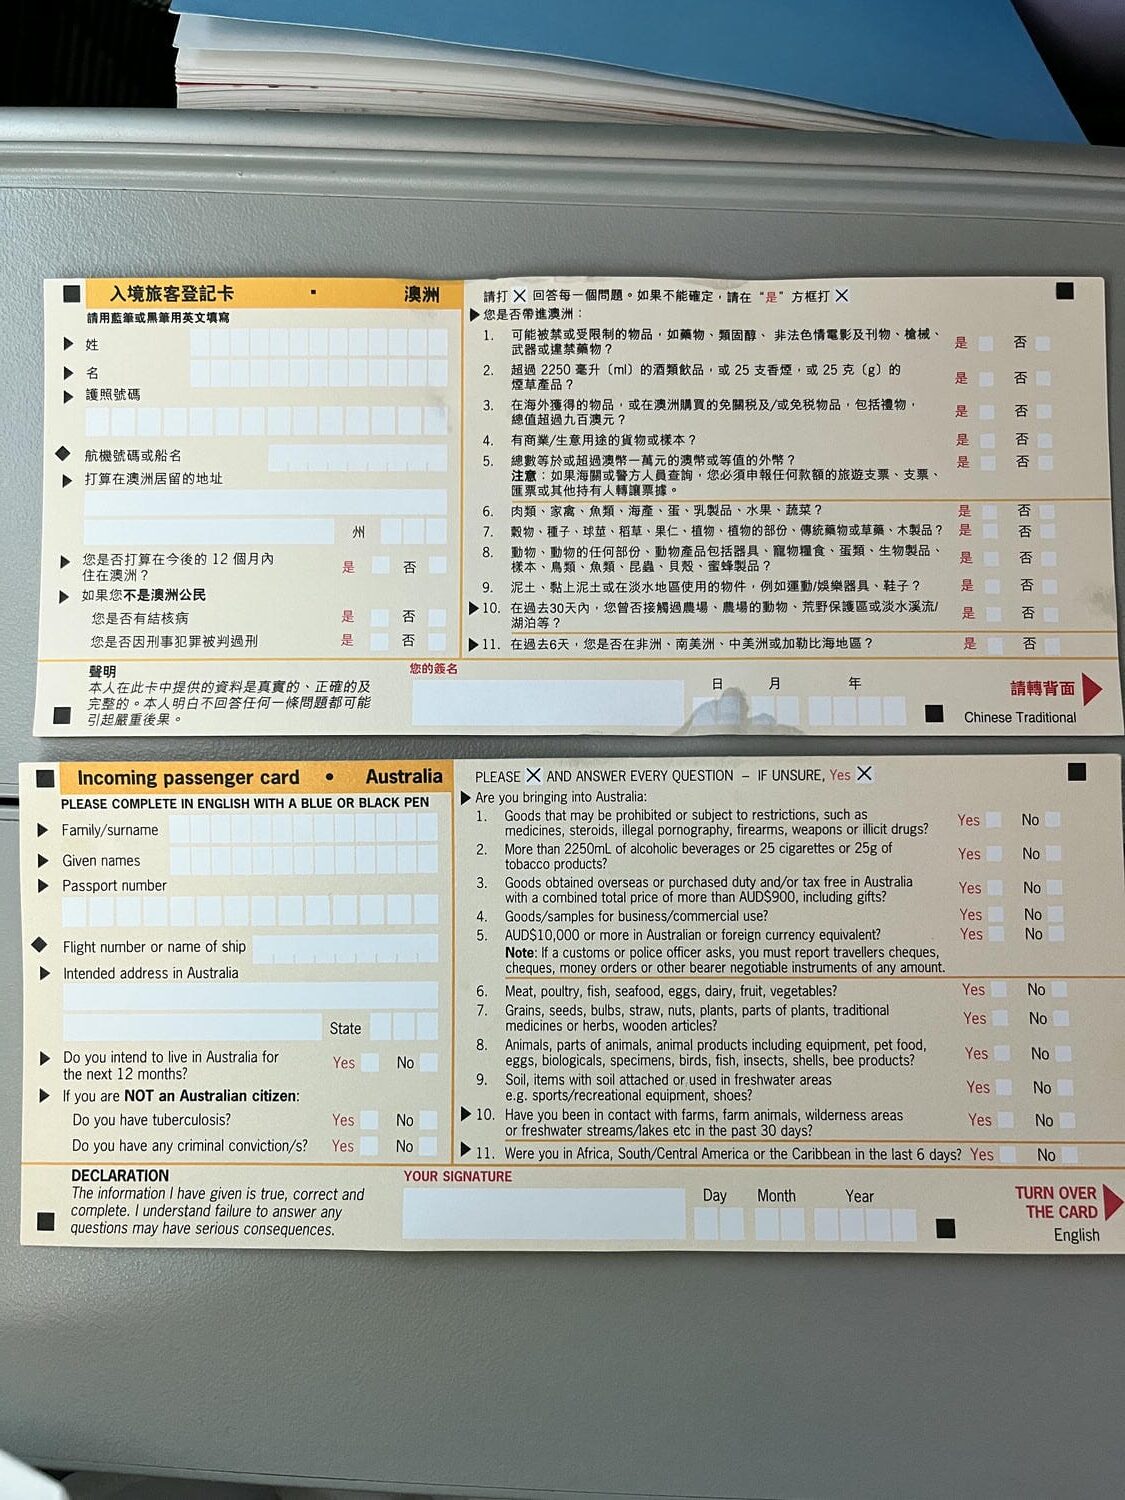 入境旅客登記卡 · 澳洲
請用藍筆或黑筆用英文填寫
姓
名
護照號碼
航機號碼或船名
打算在澳洲居留的地址
州
您是否打算在今後的 12 個月內
住在澳洲？
是 否
如果您不是澳洲公民
您是否有結核病 是 否
您是否因刑事犯罪被判過刑 是 否
請打 X 回答每一個問題。如果不能確定，請在 “是” 方框打 X
您是否帶進澳洲：
1. 可能被禁或受限制的物品，如藥物、類固醇、 非法色情電影及刊物、槍械、
武器或違禁藥物？ 是 否
2. 超過 2250 毫升〔ml〕的酒類飲品，或 25 支香煙，或 25 克〔g〕的
煙草產品？ 是 否
3. 在海外獲得的物品，或在澳洲購買的免關稅及/或免稅物品，包括禮物，
總值超過九百澳元？ 是 否
4. 有商業/生意用途的貨物或樣本？ 是 否
5. 總數等於或超過澳幣一萬元的澳幣或等值的外幣？ 是 否
注意：如果海關或警方人員查詢，您必須申報任何款額的旅遊支票、支票、
匯票或其他持有人轉讓票據。
6. 肉類、家禽、魚類、海產、蛋、乳製品、水果、蔬菜？ 是 否
7. 穀物、種子、球莖、稻草、果仁、植物、植物的部份、傳統藥物或草藥、木製品？ 是 否
8. 動物、動物的任何部份、動物產品包括器具、寵物糧食、蛋類、生物製品、
樣本、鳥類、魚類、昆蟲、貝殼、蜜蜂製品？ 是 否
9. 泥土、黏上泥土或在淡水地區使用的物件，例如運動/娛樂器具、鞋子？ 是 否
10. 在過去30天內，您曾否接觸過農場、農場的動物、荒野保護區或淡水溪流/
湖泊等？ 是 否
11. 在過去6天，您是否在非洲、南美洲、中美洲或加勒比海地區？ 是 否
聲明
本人在此卡中提供的資料是真實的、正確的及
完整的。本人明白不回答任何一條問題都可能
引起嚴重後果。
您的簽名
日 月 年
請轉背面
Chinese Traditional
Incoming passenger card • Australia
PLEASE COMPLETE IN ENGLISH WITH A BLUE OR BLACK PEN
Family/surname
Given names
Passport number
Flight number or name of ship
Intended address in Australia
State
Do you intend to live in Australia for
the next 12 months?
Yes No
If you are NOT an Australian citizen:
Do you have tuberculosis? Yes No
Do you have any criminal conviction/s? Yes No
PLEASE X AND ANSWER EVERY QUESTION – IF UNSURE, Yes X
Are you bringing into Australia:
1. Goods that may be prohibited or subject to restrictions, such as
medicines, steroids, illegal pornography, firearms, weapons or illicit drugs? Yes No
2. More than 2250mL of alcoholic beverages or 25 cigarettes or 25g of
tobacco products? Yes No
3. Goods obtained overseas or purchased duty and/or tax free in Australia
with a combined total price of more than AUD$900, including gifts? Yes No
4. Goods/samples for business/commercial use? Yes No
5. AUD$10,000 or more in Australian or foreign currency equivalent? Yes No
Note: If a customs or police officer asks, you must report travellers cheques,
cheques, money orders or other bearer negotiable instruments of any amount.
6. Meat, poultry, fish, seafood, eggs, dairy, fruit, vegetables? Yes No
7. Grains, seeds, bulbs, straw, nuts, plants, parts of plants, traditional
medicines or herbs, wooden articles? Yes No
8. Animals, parts of animals, animal products including equipment, pet food,
eggs, biologicals, specimens, birds, fish, insects, shells, bee products? Yes No
9. Soil, items with soil attached or used in freshwater areas
e.g. sports/recreational equipment, shoes? Yes No
10. Have you been in contact with farms, farm animals, wilderness areas
or freshwater streams/lakes etc in the past 30 days? Yes No
11. Were you in Africa, South/Central America or the Caribbean in the last 6 days? Yes No
DECLARATION
The information I have given is true, correct and
complete. I understand failure to answer any
questions may have serious consequences.
YOUR SIGNATURE
Day Month Year
TURN OVER
THE CARD
English